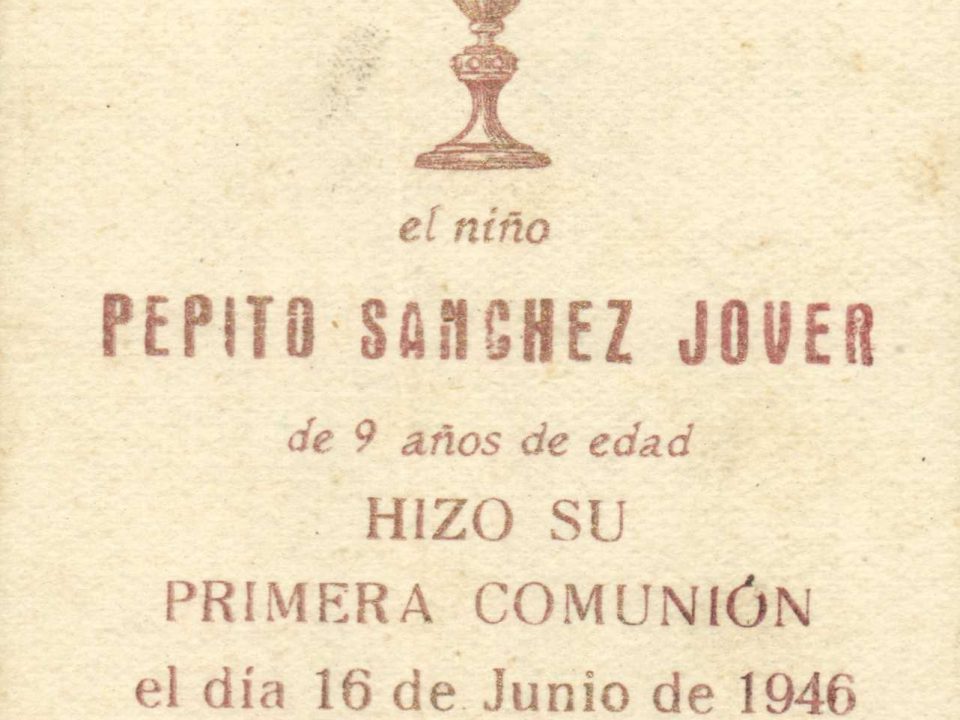 el niño
PEPITO SANCHEZ JOVER
de 9 años de edad
HIZO SU
PRIMERA COMUNIÓN
el día 16 de Junio de 1946